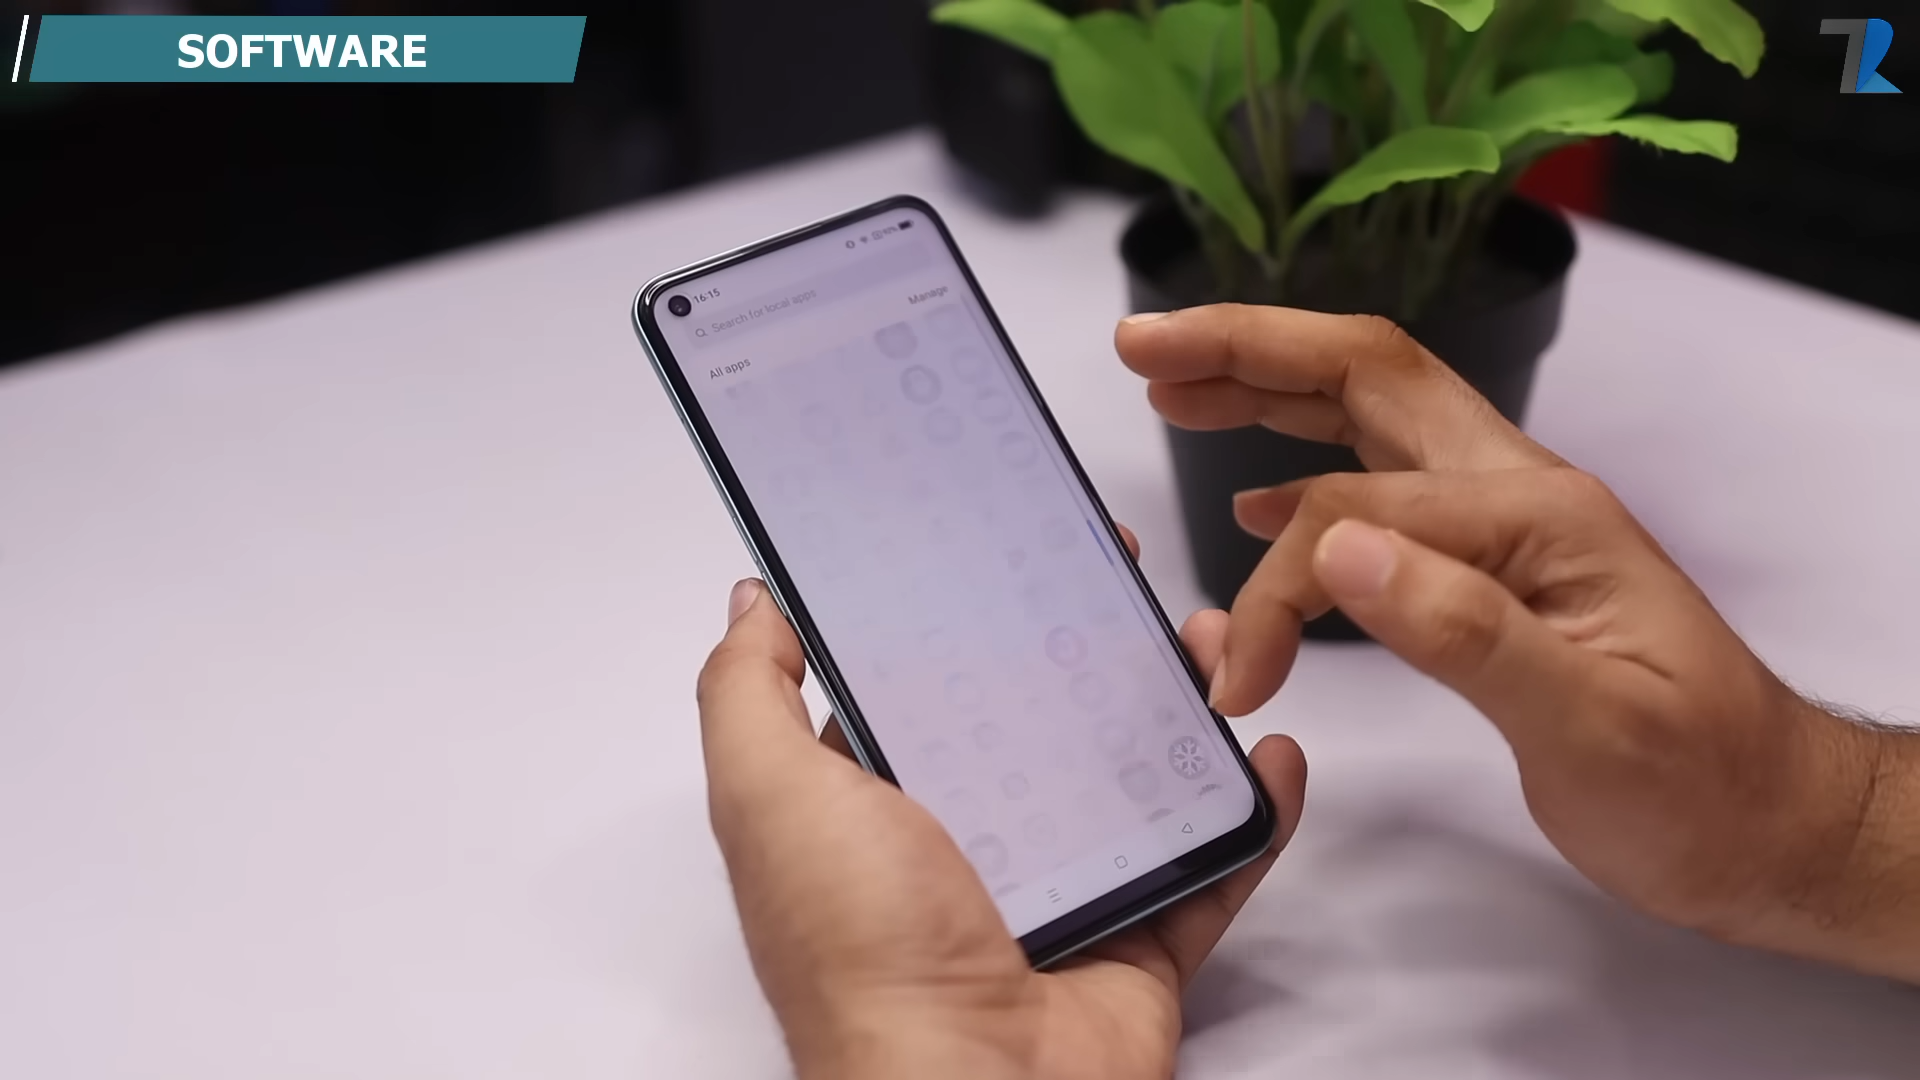 SOFTWARE
16:15
Search for local apps
Manage
All apps